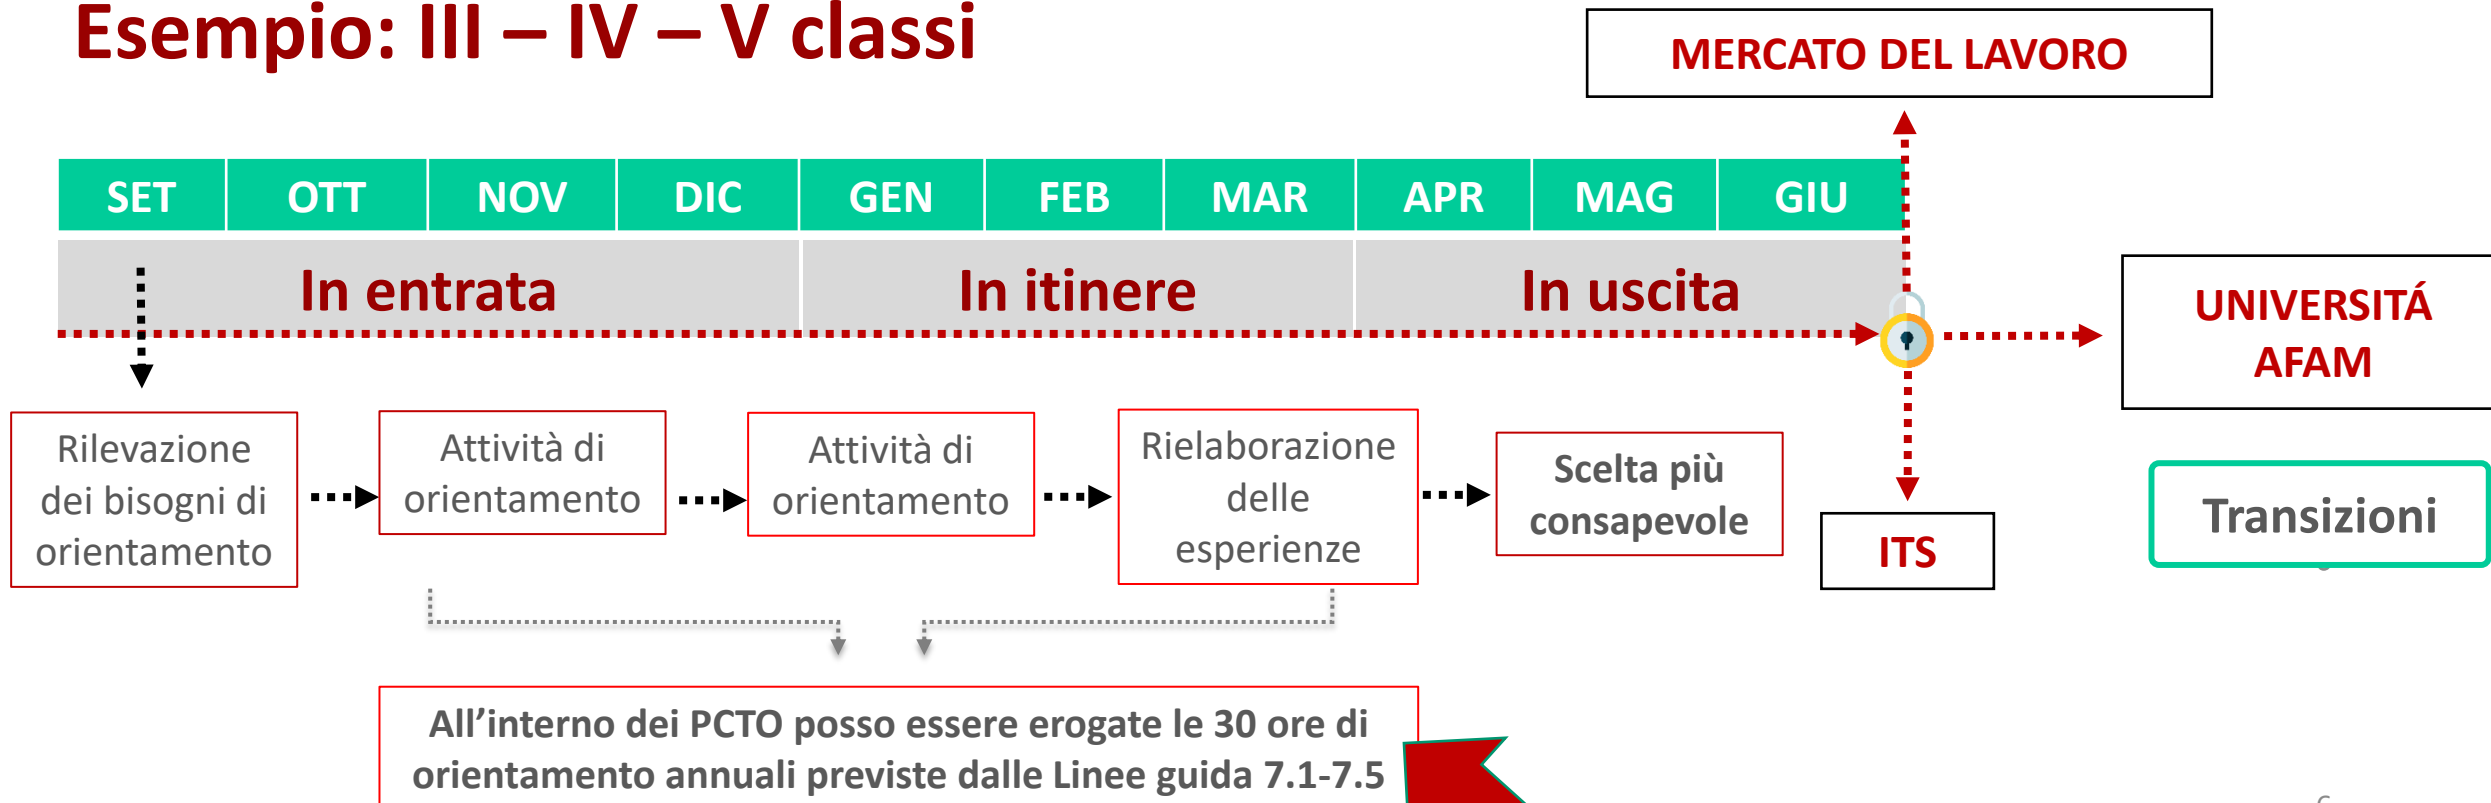 Esempio: III – IV – V classi
MERCATO DEL LAVORO
SET OTT NOV DIC GEN FEB MAR APR MAG GIU
In entrata In itinere In uscita
UNIVERSITÁ
AFAM
Rilevazione
dei bisogni di
orientamento
Attività di
orientamento
Attività di
orientamento
Rielaborazione
delle
esperienze
Scelta più
consapevole
ITS
Transizioni
All’interno dei PCTO posso essere erogate le 30 ore di
orientamento annuali previste dalle Linee guida 7.1-7.5